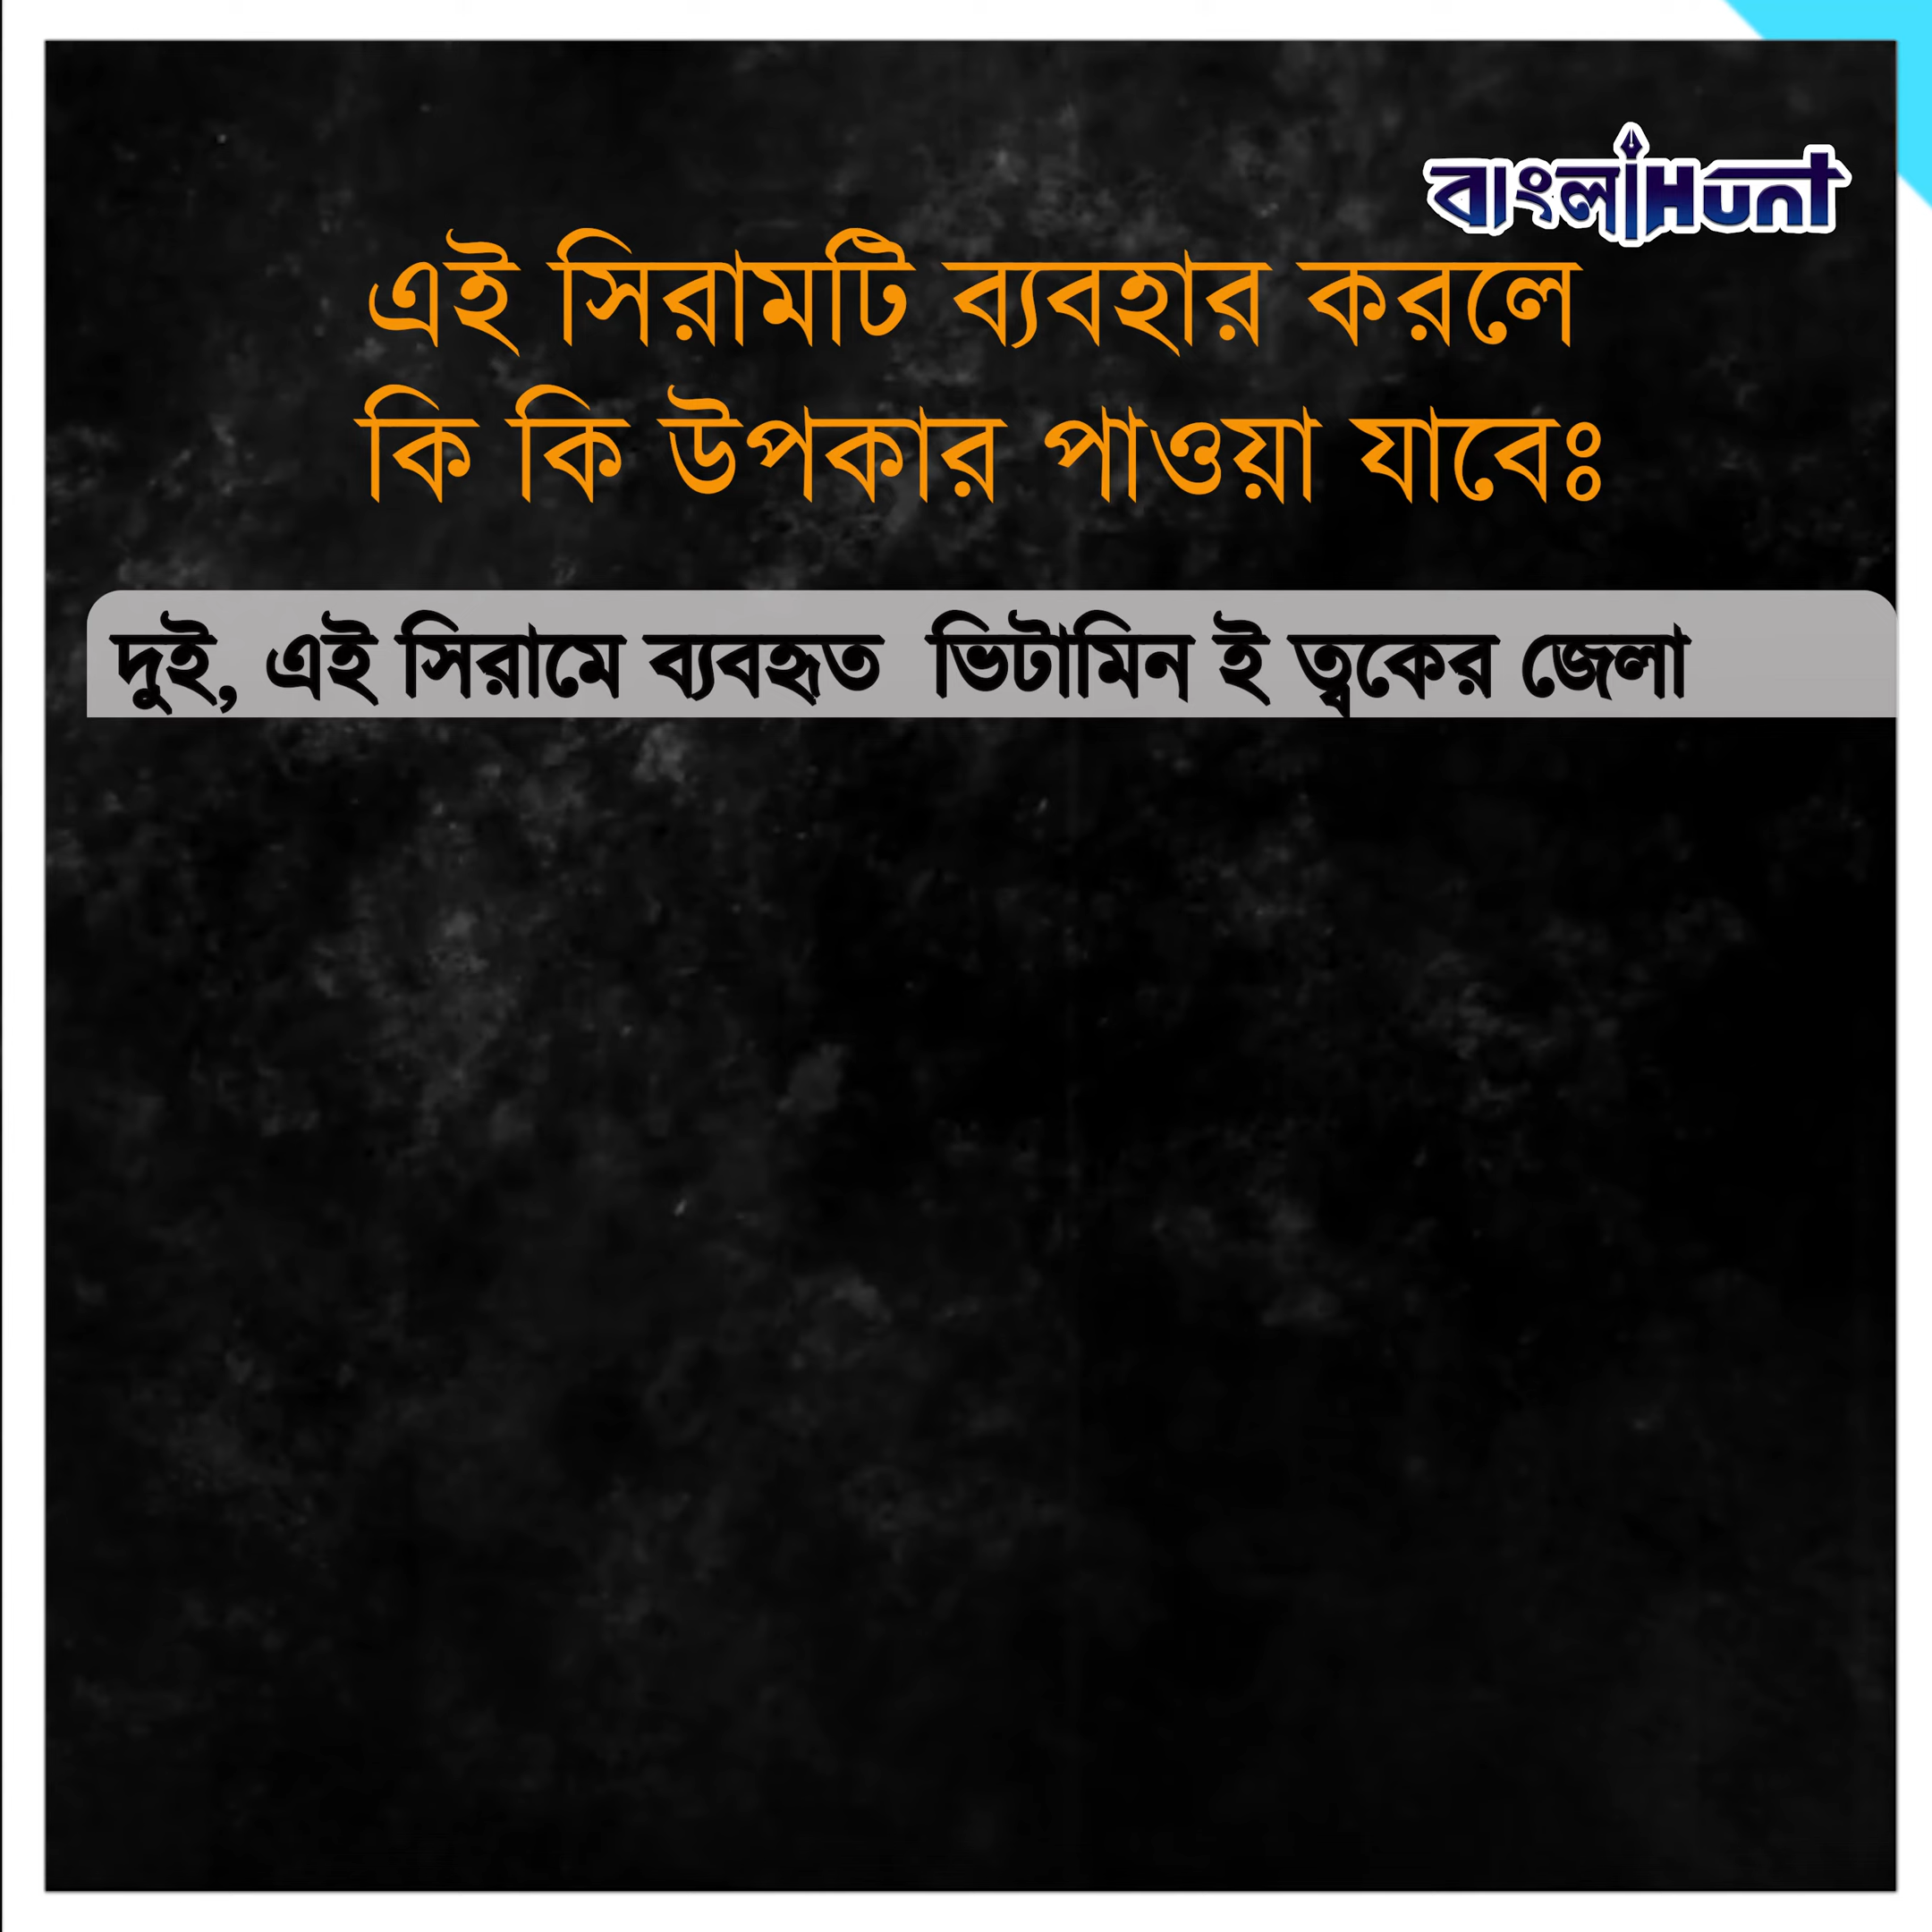 বাংলাHunt
এই সিরামটি ব্যবহার করলে
কি কি উপকার পাওয়া যাবেঃ
দুই, এই সিরামে ব্যবহৃত ভিটামিন ই ত্বকের জেলা